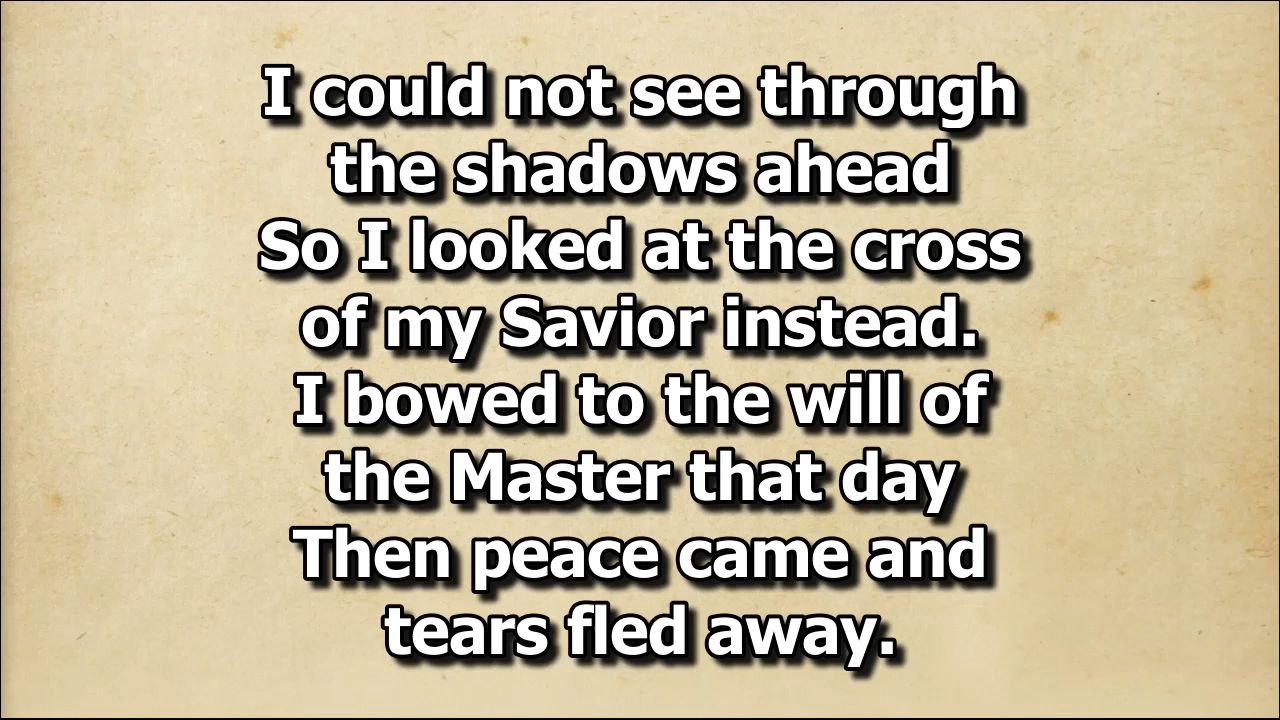 I could not see through
the shadows ahead
So I looked at the cross
of my Savior instead.
I bowed to the will of
the Master that day
Then peace came and
tears fled away.